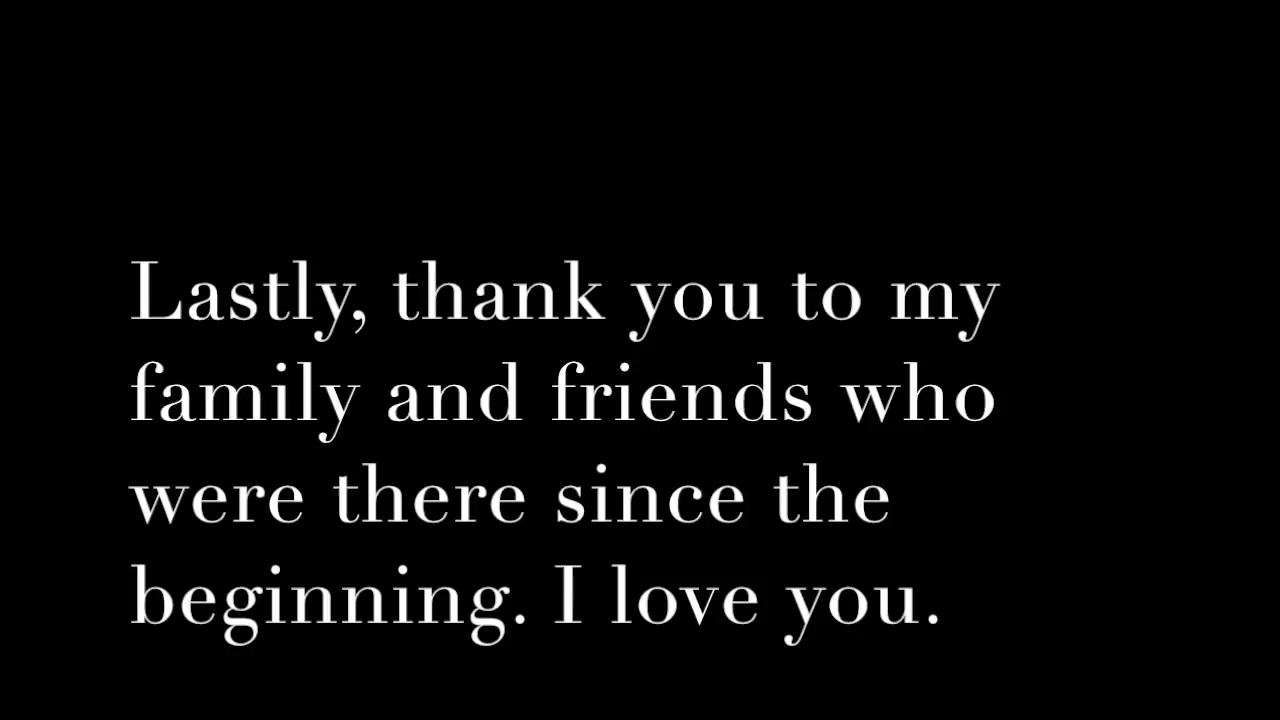 Lastly, thank you to my
family and friends who
were there since the
beginning. I love you.